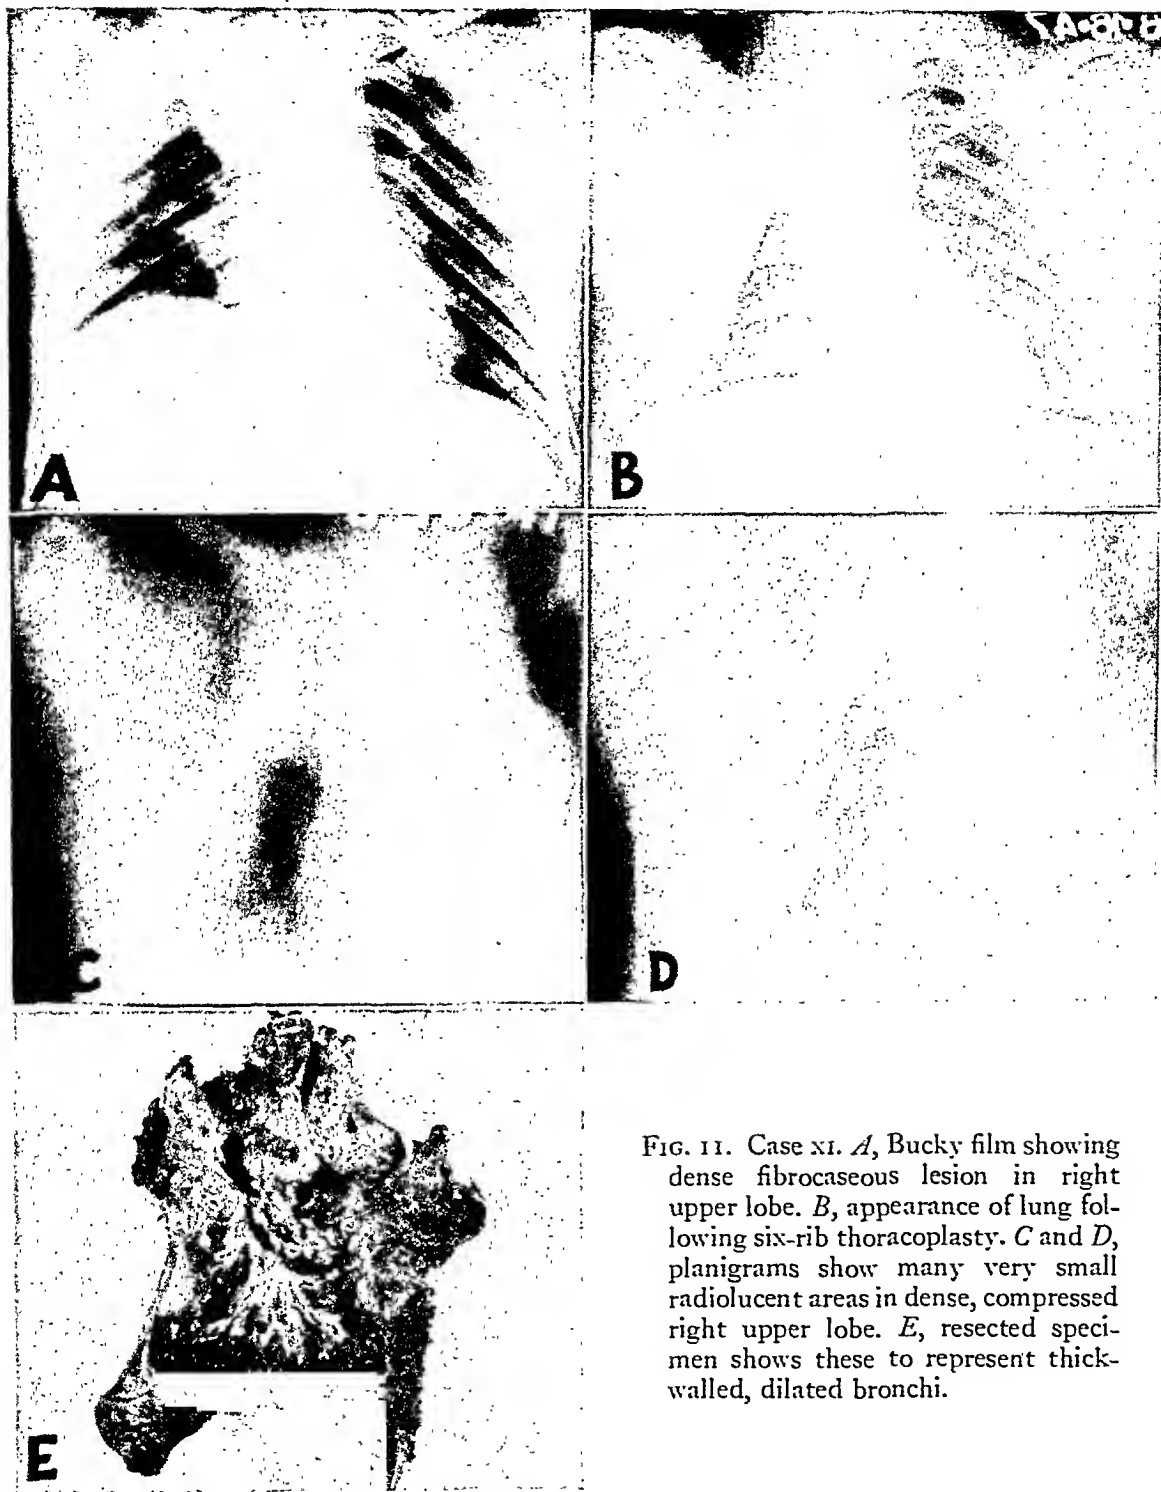 A
B
C
D
E
FIG. 11. Case XI. A, Bucky film showing
dense fibrocaseous lesion in right
upper lobe. B, appearance of lung fol-
lowing six-rib thoracoplasty. C and D,
planigrams show many very small
radiolucent areas in dense, compressed
right upper lobe. E, resected speci-
men shows these to represent thick-
walled, dilated bronchi.